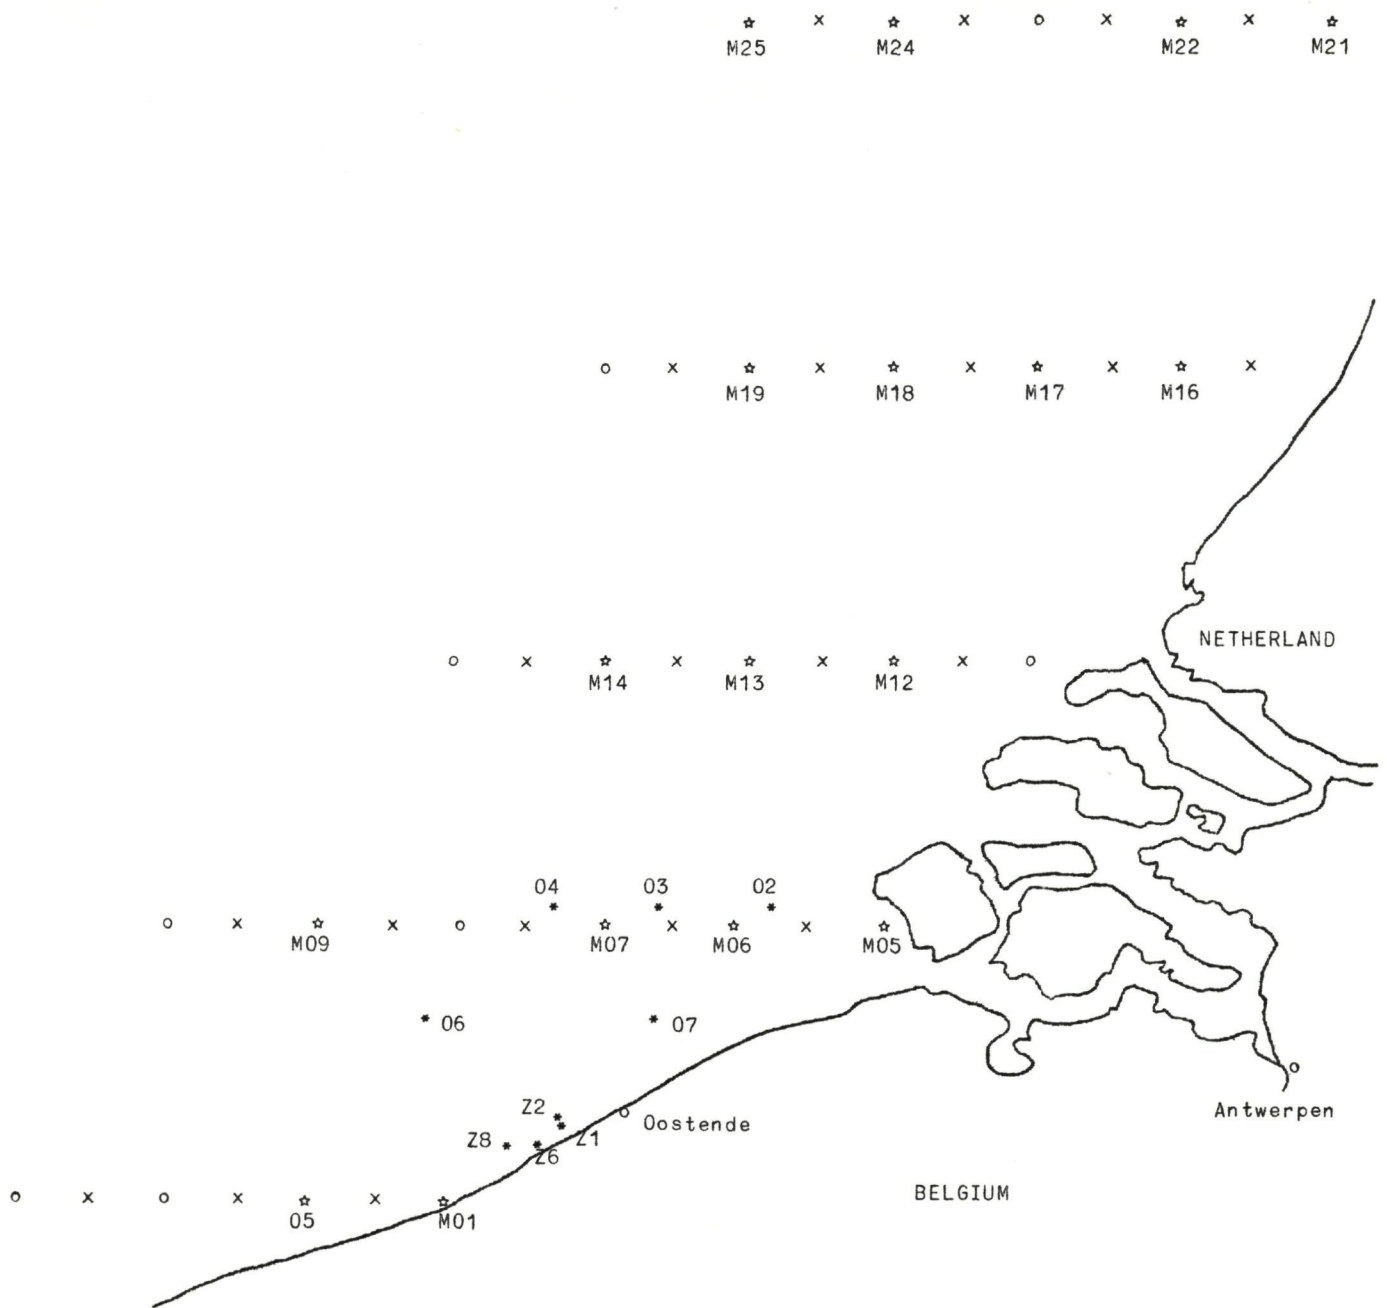 M25 M24 M22 M21
M19 M18 M17 M16
NETHERLAND
M14 M13 M12
04 03 02
M09 M07 M06 M05
06 07
Z2
Oostende
Antwerpen
Z8 Z1
Z6
BELGIUM
05 M01